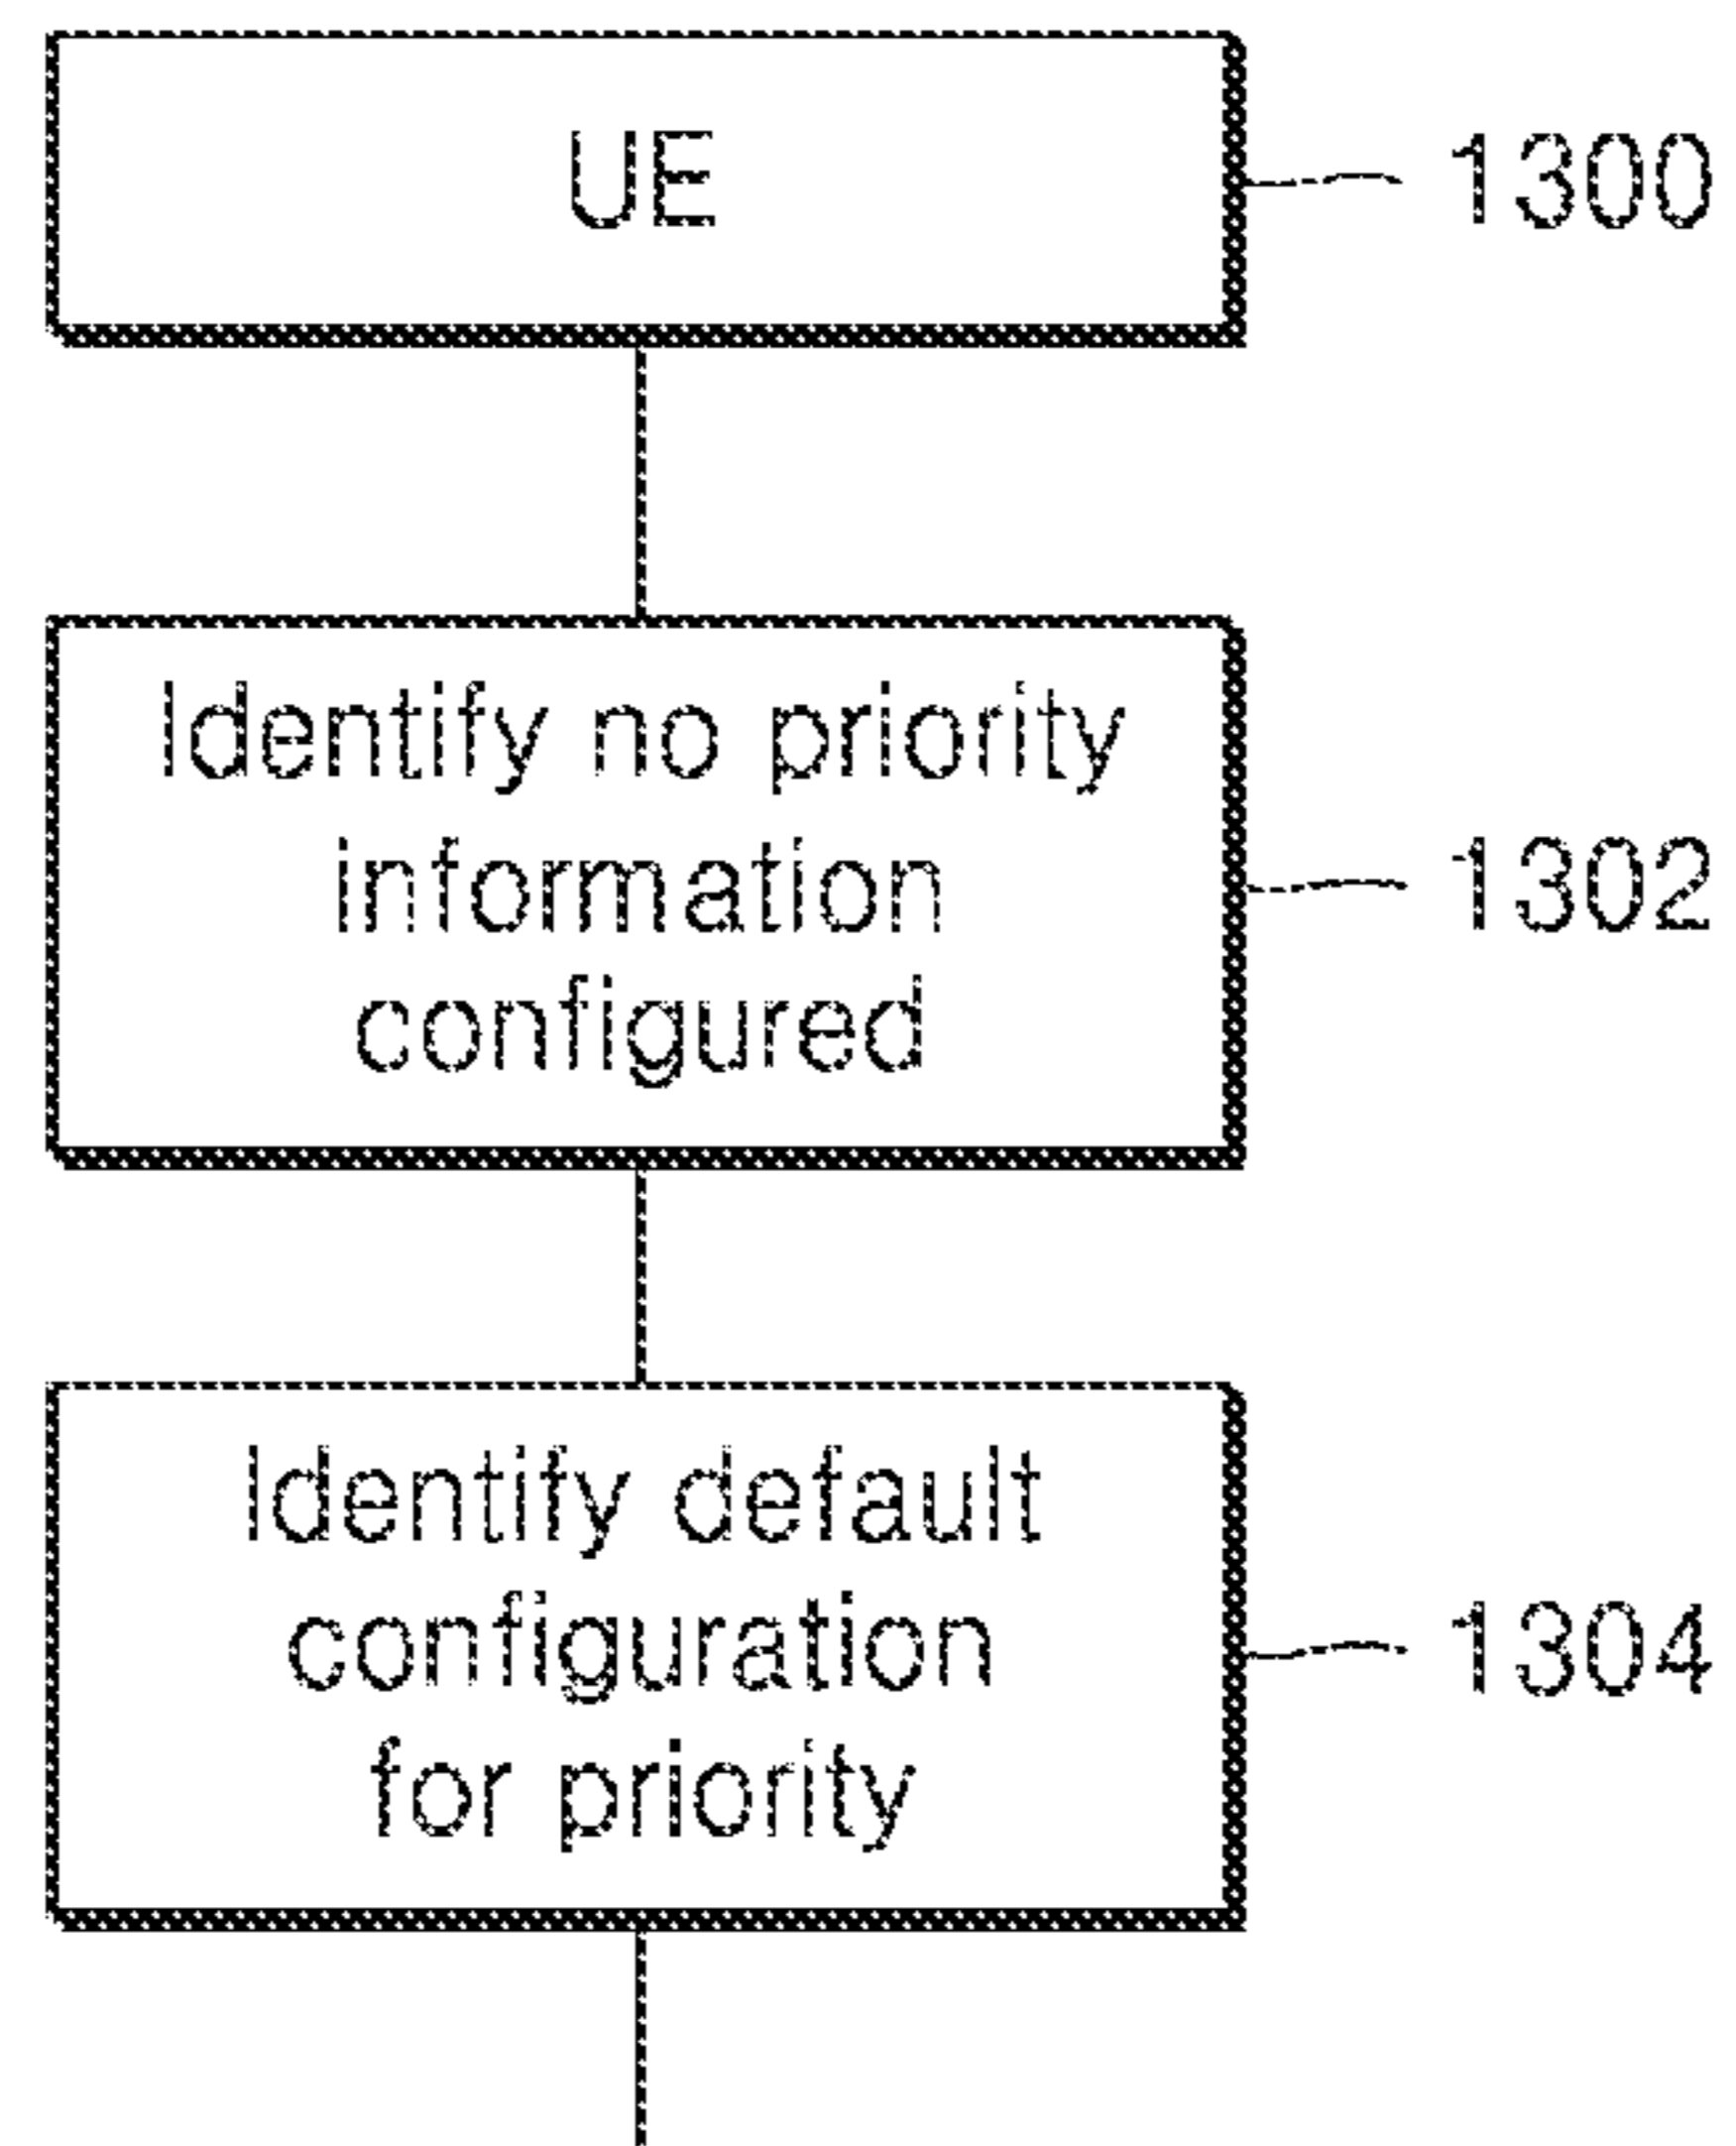 UE
1300
Identify no priority
information
configured
1302
Identify default
configuration
for priority
1304